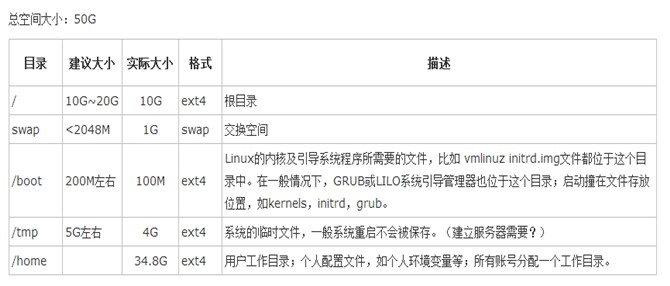 总空间大小：50G
目录 建议大小 实际大小 格式 描述
/ 10G~20G 10G ext4 根目录
swap <2048M 1G swap 交换空间
/boot 200M左右 100M ext4 Linux的内核及引导系统程序所需要的文件，比如 vmlinuz initrd.img文件都位于这个目
录中。在一般情况下，GRUB或LILO系统引导管理器也位于这个目录；启动撞在文件存放
位置，如kernels，initrd，grub。
/tmp 5G左右 4G ext4 系统的临时文件，一般系统重启不会被保存。（建立服务器需要？）
/home 34.8G ext4 用户工作目录；个人配置文件，如个人环境变量等；所有账号分配一个工作目录。